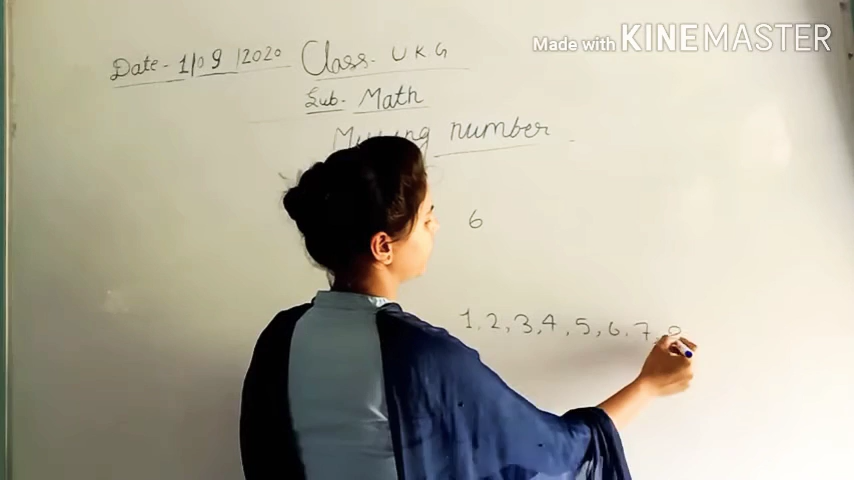 Made with KINEMASTER
Date - 1/09/2020 Class - UKG
Sub - Math
Missing number
6
1, 2, 3, 4, 5, 6, 7,